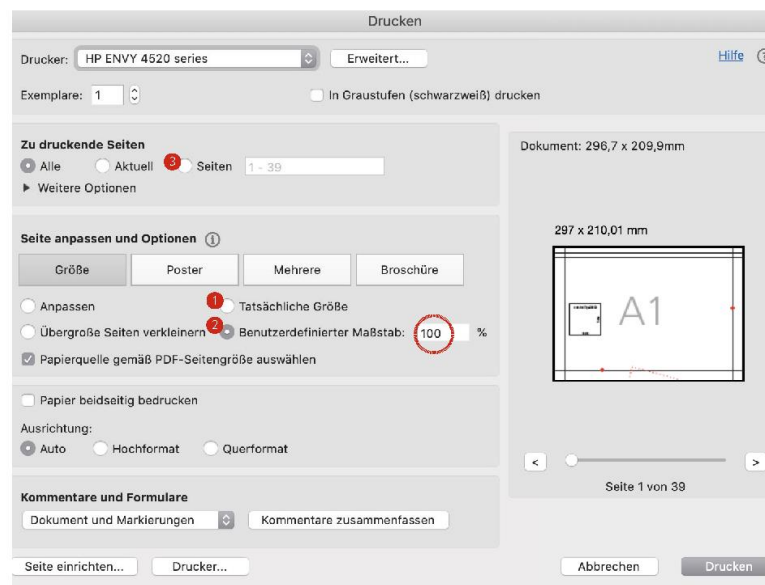 Drucken
Drucker: HP ENVY 4520 series Erweitert... Hilfe
Exemplare: 1 In Graustufen (schwarzweiß) drucken
Zu druckende Seiten
Alle Aktuell 3 Seiten 1 - 39
Weitere Optionen
Dokument: 296,7 x 209,9mm
Seite anpassen und Optionen
Größe Poster Mehrere Broschüre
Anpassen 1 Tatsächliche Größe
Übergroße Seiten verkleinern 2 Benutzerdefinierter Maßstab: 100 %
Papierquelle gemäß PDF-Seitengröße auswählen
297 x 210,01 mm
A1
Papier beidseitig bedrucken
Ausrichtung:
Auto Hochformat Querformat
< >
Seite 1 von 39
Kommentare und Formulare
Dokument und Markierungen Kommentare zusammenfassen
Seite einrichten... Drucker... Abbrechen Drucken